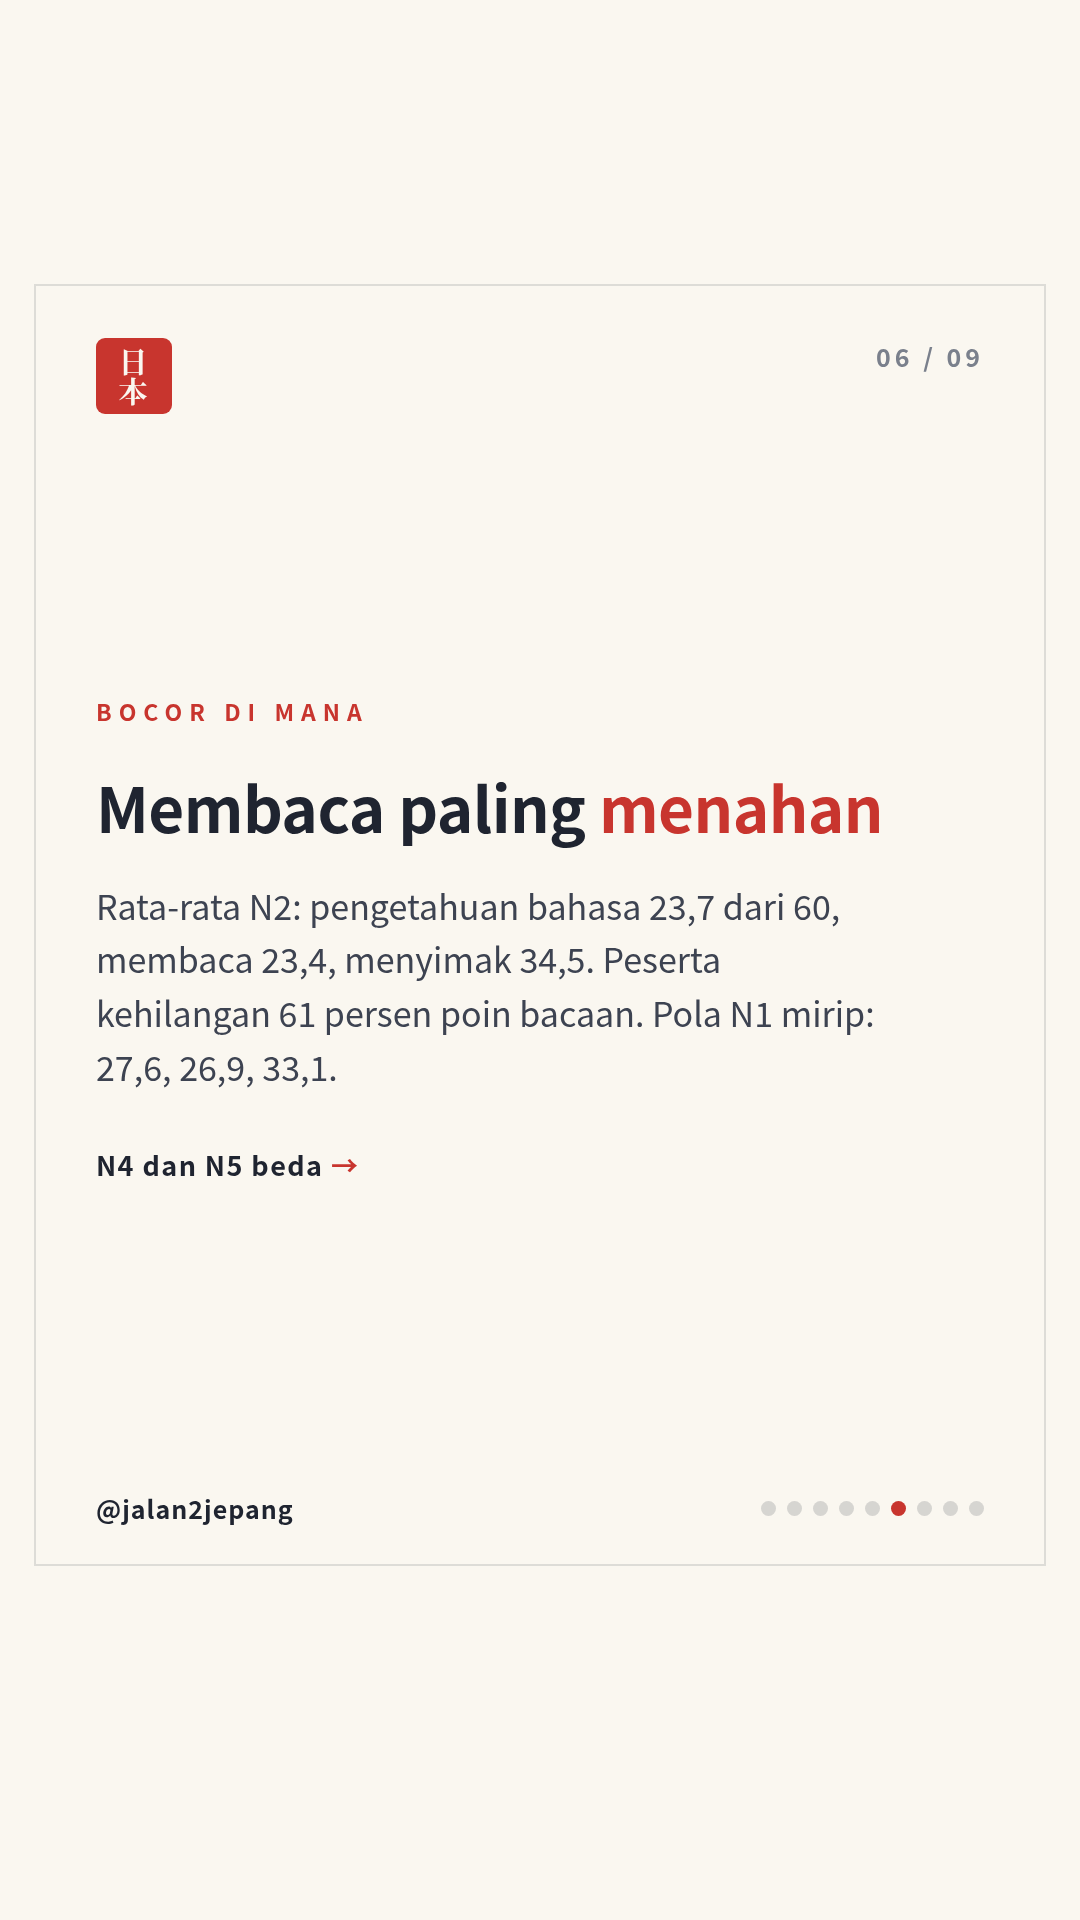 日本
06 / 09
BOCOR DI MANA
Membaca paling menahan
Rata-rata N2: pengetahuan bahasa 23,7 dari 60,
membaca 23,4, menyimak 34,5. Peserta
kehilangan 61 persen poin bacaan. Pola N1 mirip:
27,6, 26,9, 33,1.
N4 dan N5 beda →
@jalan2jepang